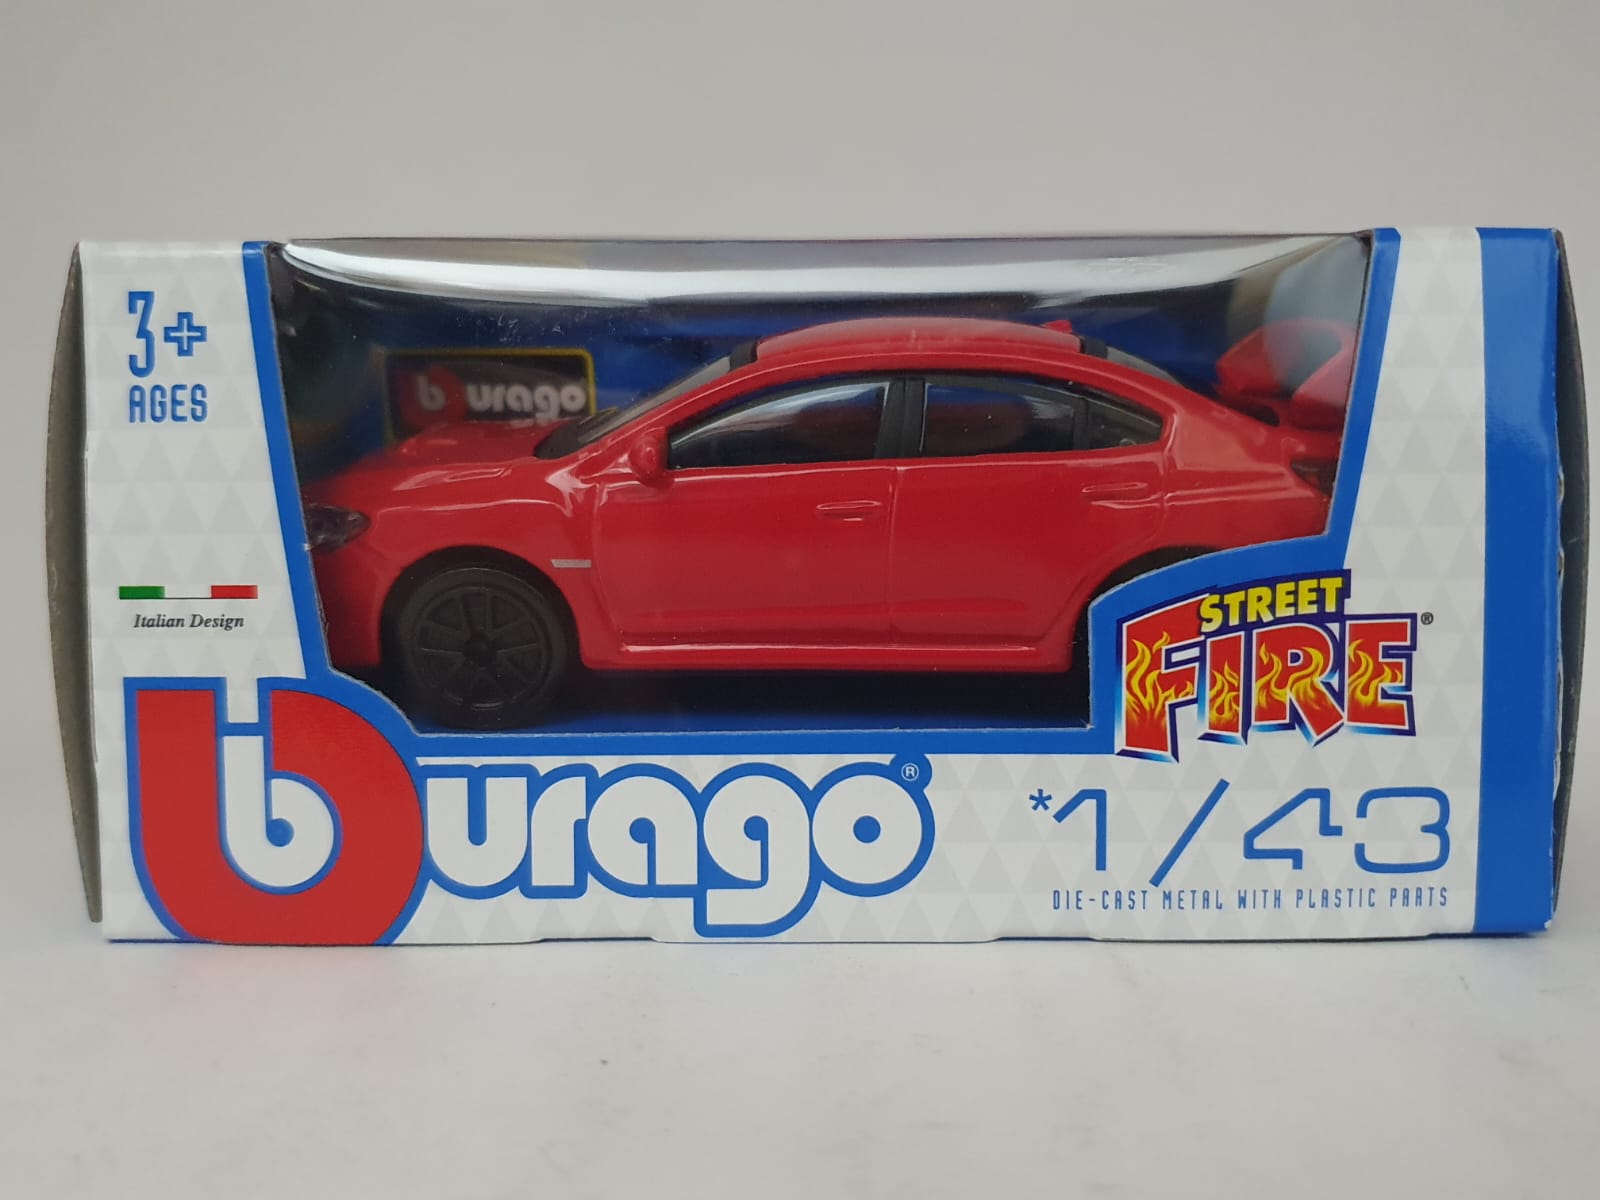 3+
AGES
burago
Italian Design
STREET
FIRE®
burago®
*1/43
DIE-CAST METAL WITH PLASTIC PARTS